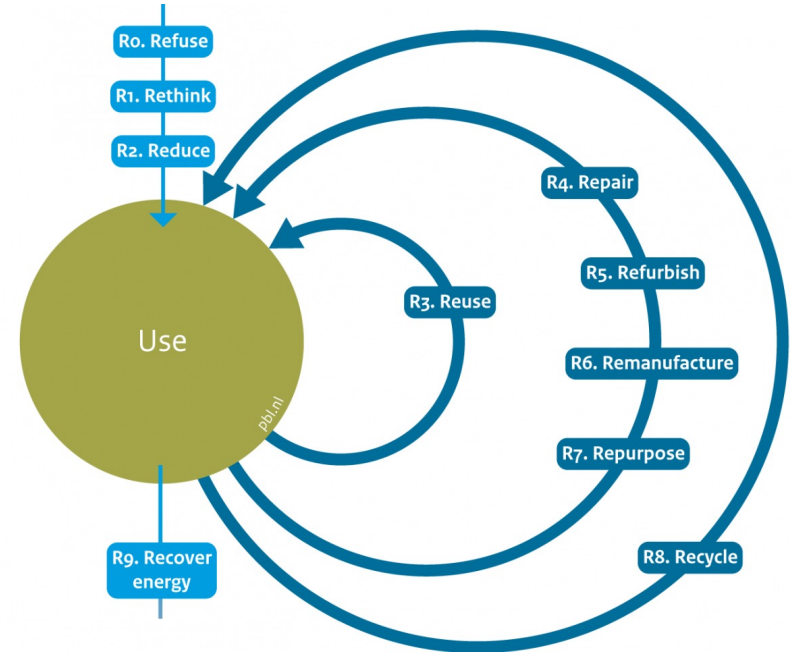 R0. Refuse
R1. Rethink
R2. Reduce
R4. Repair
R5. Refurbish
R3. Reuse
Use
R6. Remanufacture
pbl.nl
R7. Repurpose
R9. Recover
energy
R8. Recycle